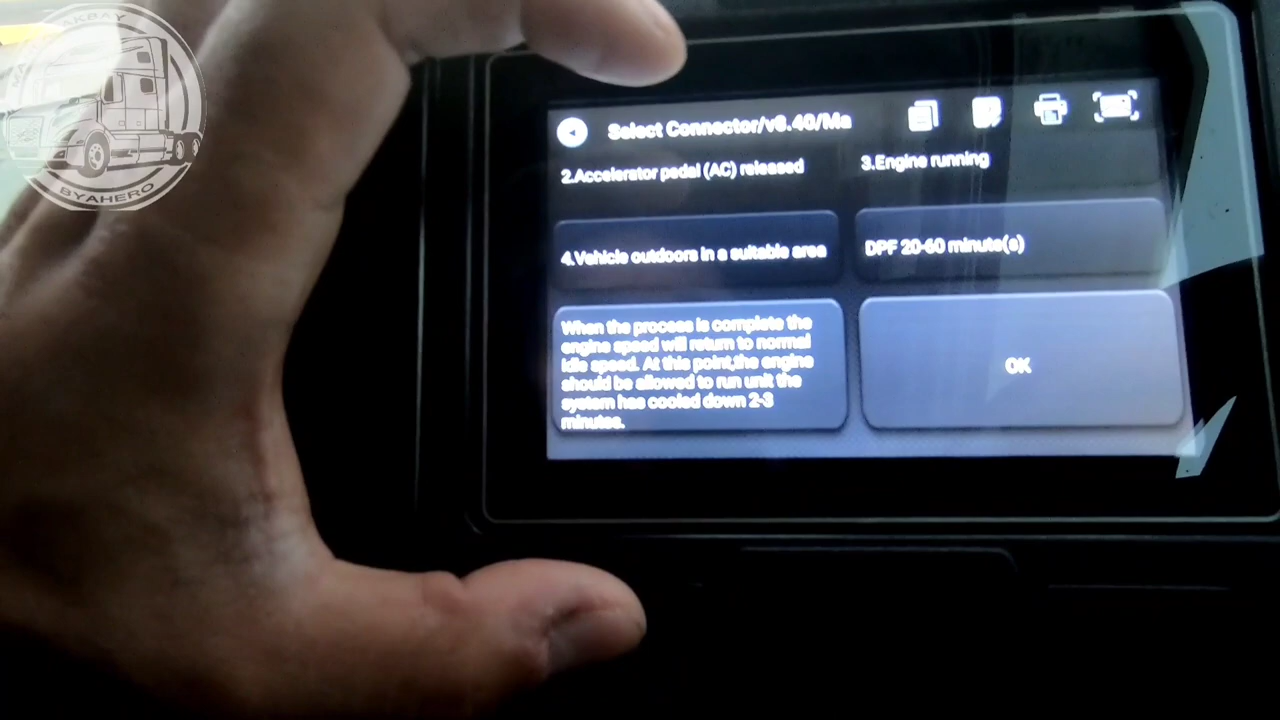 AKBAY
BYAHERO
Select Connector/v8.40/Ma
2.Accelerator pedal (AC) released
3.Engine running
4.Vehicle outdoors in a suitable area
DPF 20-60 minute(s)
When the process is complete the
engine speed will return to normal
idle speed. At this point,the engine
should be allowed to run unit the
system has cooled down 2-3
minutes.
OK